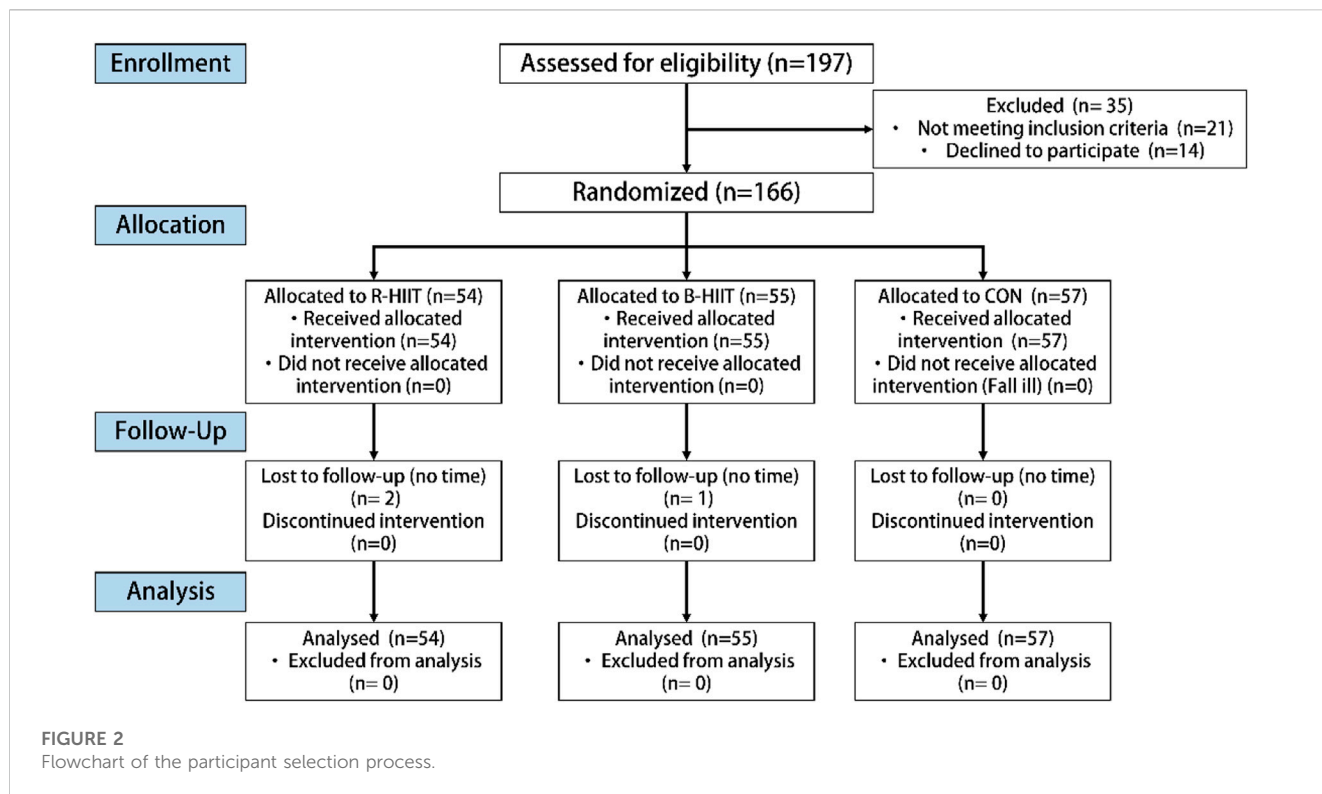 Enrollment
Assessed for eligibility (n=197)
Excluded (n= 35)
• Not meeting inclusion criteria (n=21)
• Declined to participate (n=14)
Randomized (n=166)
Allocation
Allocated to R-HIIT (n=54)
• Received allocated
intervention (n=54)
• Did not receive allocated
intervention (n=0)
Allocated to B-HIIT (n=55)
• Received allocated
intervention (n=55)
• Did not receive allocated
intervention (n=0)
Allocated to CON (n=57)
• Received allocated
intervention (n=57)
• Did not receive allocated
intervention (Fall ill) (n=0)
Follow-Up
Lost to follow-up (no time)
(n= 2)
Discontinued intervention
(n=0)
Lost to follow-up (no time)
(n= 1)
Discontinued intervention
(n=0)
Lost to follow-up (no time)
(n= 0)
Discontinued intervention
(n=0)
Analysis
Analysed (n=54)
• Excluded from analysis
(n= 0)
Analysed (n=55)
• Excluded from analysis
(n= 0)
Analysed (n=57)
• Excluded from analysis
(n= 0)
FIGURE 2
Flowchart of the participant selection process.